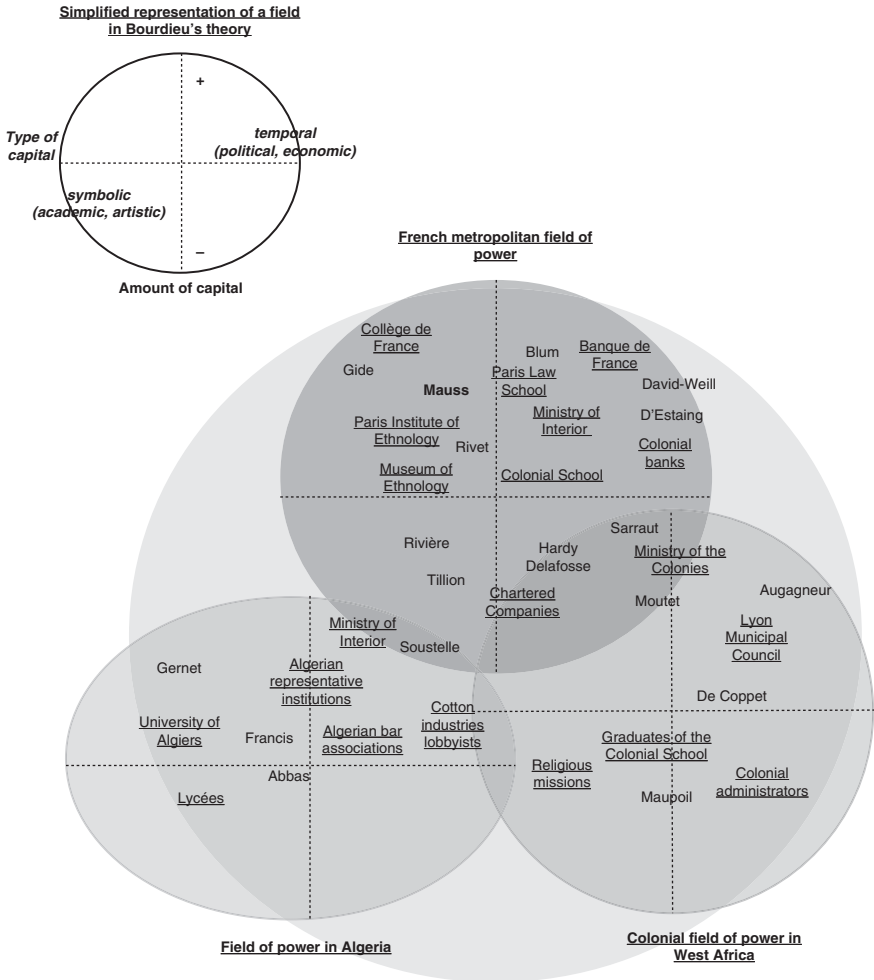 Simplified representation of a field
in Bourdieu's theory
+
Type of
capital
temporal
(political, economic)
symbolic
(academic, artistic)
–
Amount of capital
French metropolitan field of
power
Collège de
France
Gide
Mauss
Blum
Banque de
France
Paris Law
School
David-Weill
Paris Institute of
Ethnology
Rivet
Ministry of
Interior
D'Estaing
Colonial
banks
Museum of
Ethnology
Colonial School
Rivière
Tillion
Hardy
Delafosse
Chartered
Companies
Sarraut
Ministry of the
Colonies
Moutet
Augagneur
Lyon
Municipal
Council
De Coppet
Ministry of
Interior
Soustelle
Gernet
Algerian
representative
institutions
University of
Algiers
Francis
Algerian bar
associations
Cotton
industries
lobbyists
Abbas
Lycées
Graduates of the
Colonial School
Religious
missions
Maupoil
Colonial
administrators
Field of power in Algeria
Colonial field of power in
West Africa